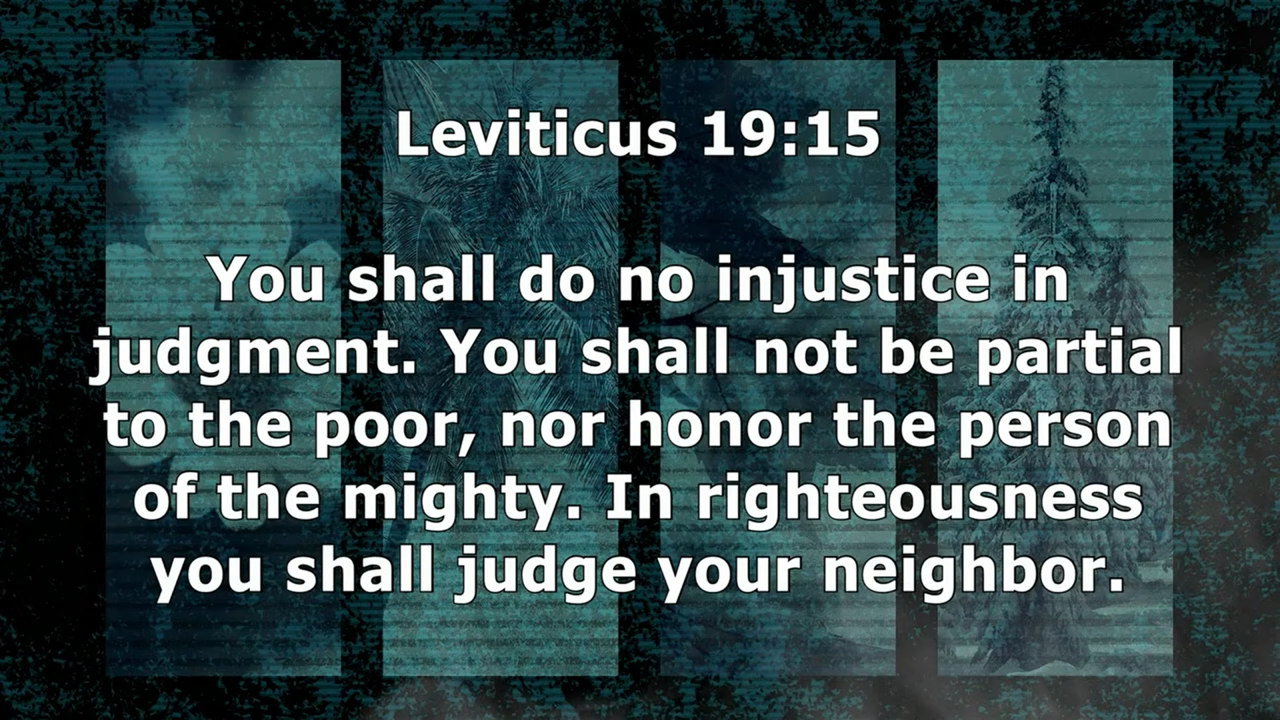 Leviticus 19:15
You shall do no injustice in
judgment. You shall not be partial
to the poor, nor honor the person
of the mighty. In righteousness
you shall judge your neighbor.